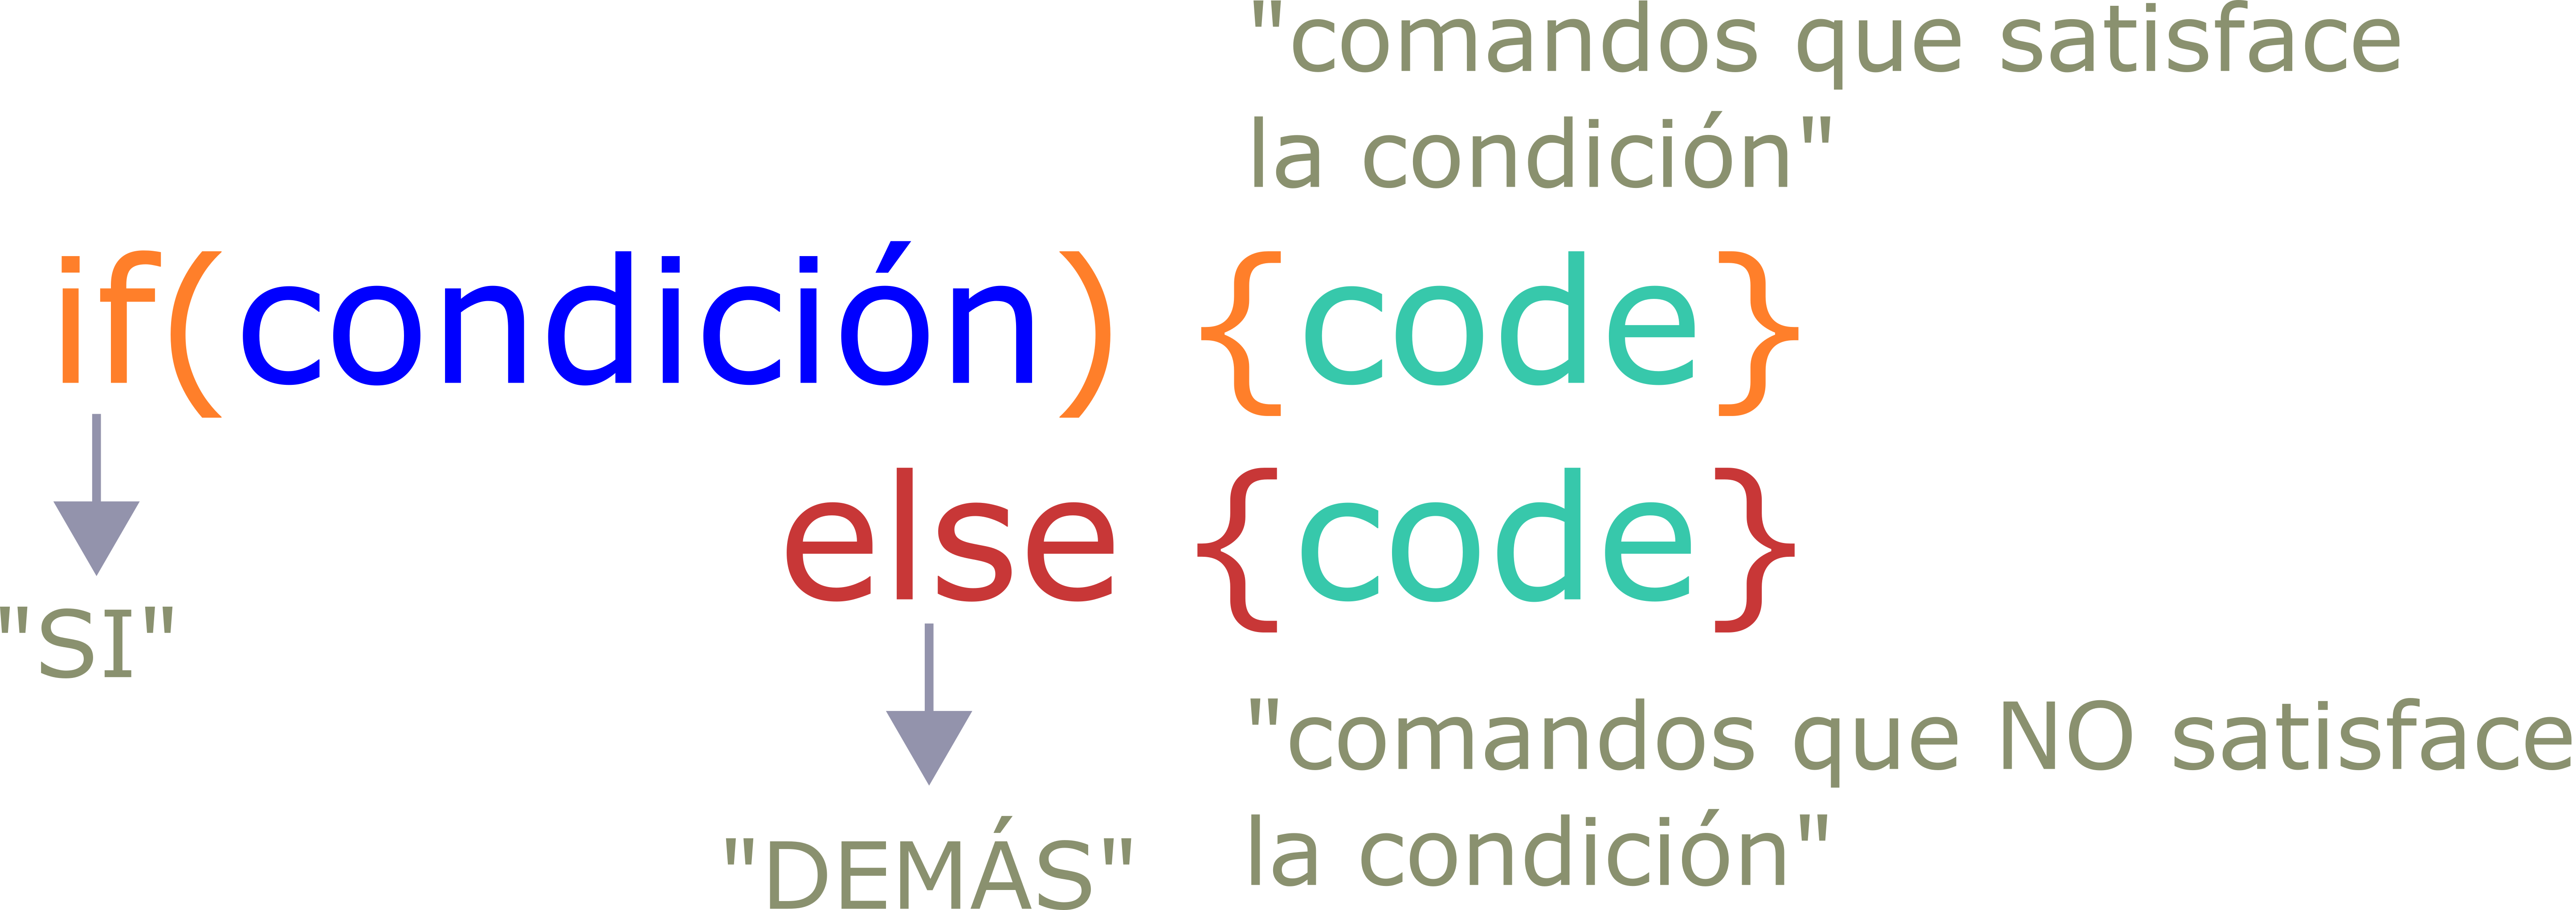 "comandos que satisface
la condición"
if(condición) {code}
else {code}
"SI"
"comandos que NO satisface
la condición"
"DEMÁS"